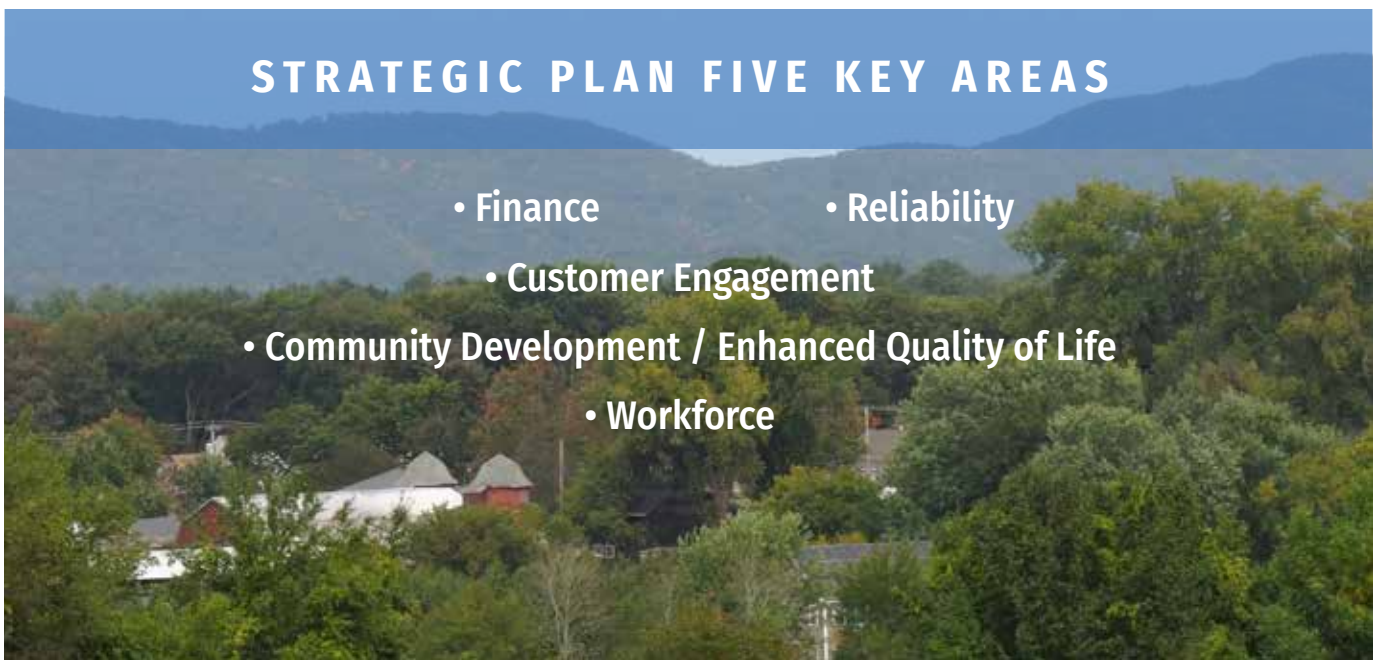 STRATEGIC PLAN FIVE KEY AREAS
• Finance • Reliability
• Customer Engagement
• Community Development / Enhanced Quality of Life
• Workforce